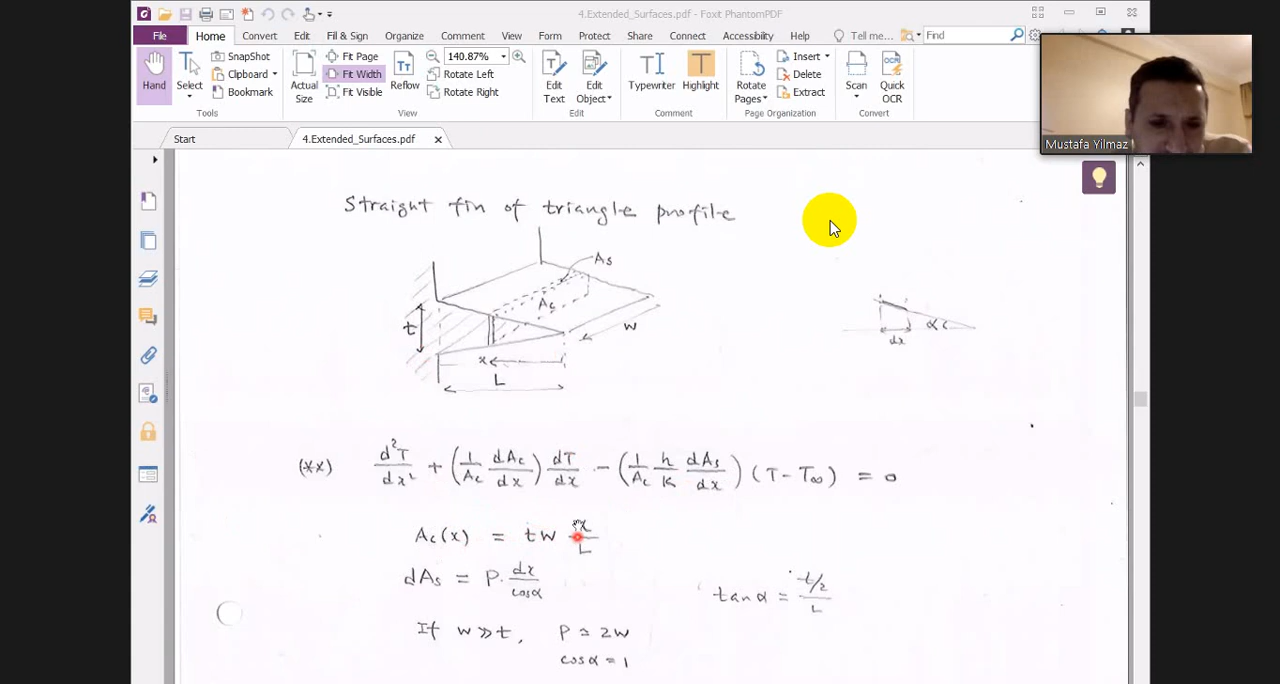 4.Extended_Surfaces.pdf - Foxit PhantomPDF
File Home Convert Edit Fill & Sign Organize Comment View Form Protect Share Connect Accessibility Help Tell me... Find
Hand
Select
SnapShot
Clipboard
Bookmark
Tools
Actual Size
Fit Page
Fit Width
Fit Visible
Reflow
140.87%
Rotate Left
Rotate Right
View
Edit Text
Edit Object
Edit
Typewriter
Highlight
Comment
Rotate Pages
Insert
Delete
Extract
Page Organization
Scan
Quick OCR
Convert
Mustafa Yilmaz
Start 4.Extended_Surfaces.pdf
Straight fin of triangle profile
As
Ac
t
w
x
L
dx
α
(**) d²T/dx² + (1/Ac dAc/dx) dT/dx - (1/Ac h/k dAs/dx) (T - T∞) = 0
Ac(x) = tw x/L
dAs = P. dx/cosα
tanα = t/2/L
If w >> t, P ≃ 2w
cosα = 1